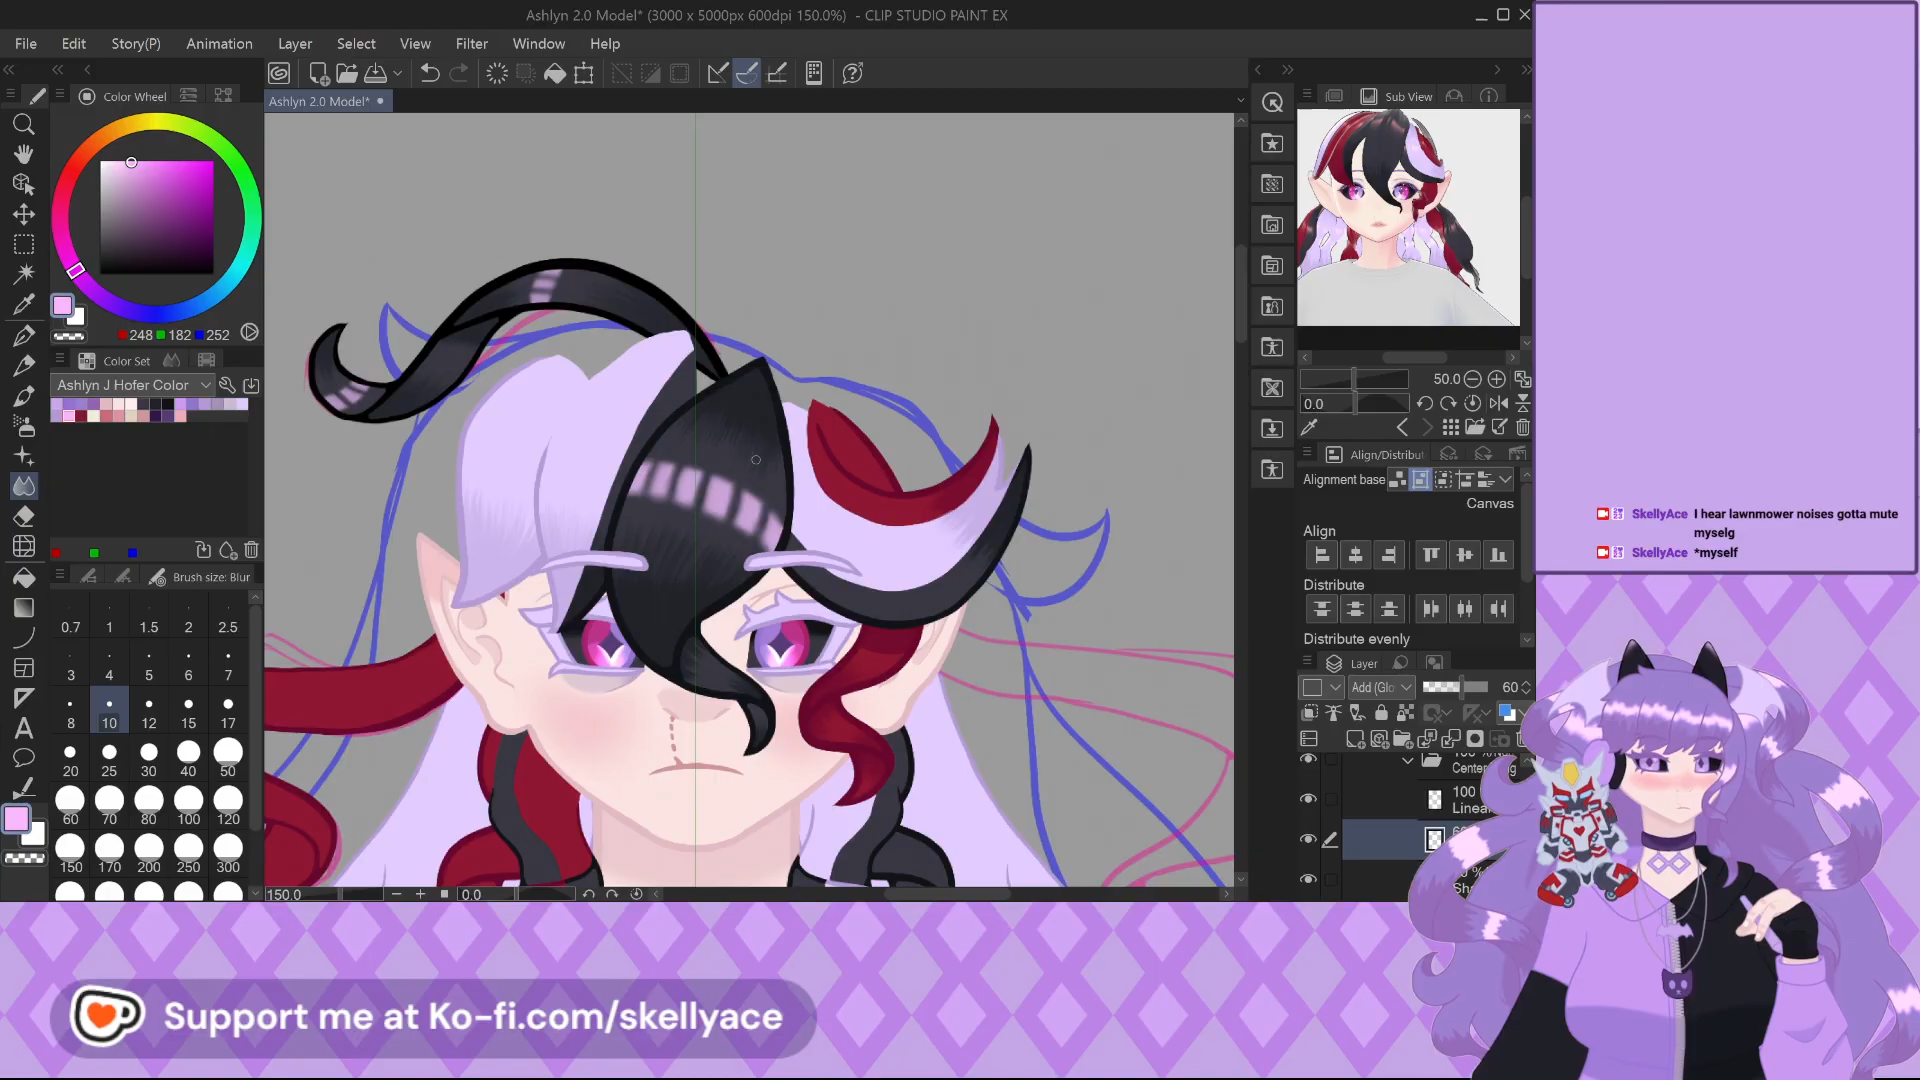 Ashlyn 2.0 Model* (3000 x 5000px 600dpi 150.0%) - CLIP STUDIO PAINT EX
File Edit Story(P) Animation Layer Select View Filter Window Help
Color Wheel
Ashlyn 2.0 Model*
Sub View
248 182 252
Color Set
Ashlyn J Hofer Color
Brush size: Blur
0.7 1 1.5 2 2.5
3 4 5 6 7
8 10 12 15 17
20 25 30 40 50
60 70 80 100 120
150 170 200 250 300
150.0
0.0
50.0
0.0
Align/Distribut
Alignment base
Canvas
Align
Distribute
Distribute evenly
Layer
Add (Glo
60
Center
100
Linea
SkellyAce I hear lawnmower noises gotta mute
myselg
SkellyAce *myself
Support me at Ko-fi.com/skellyace